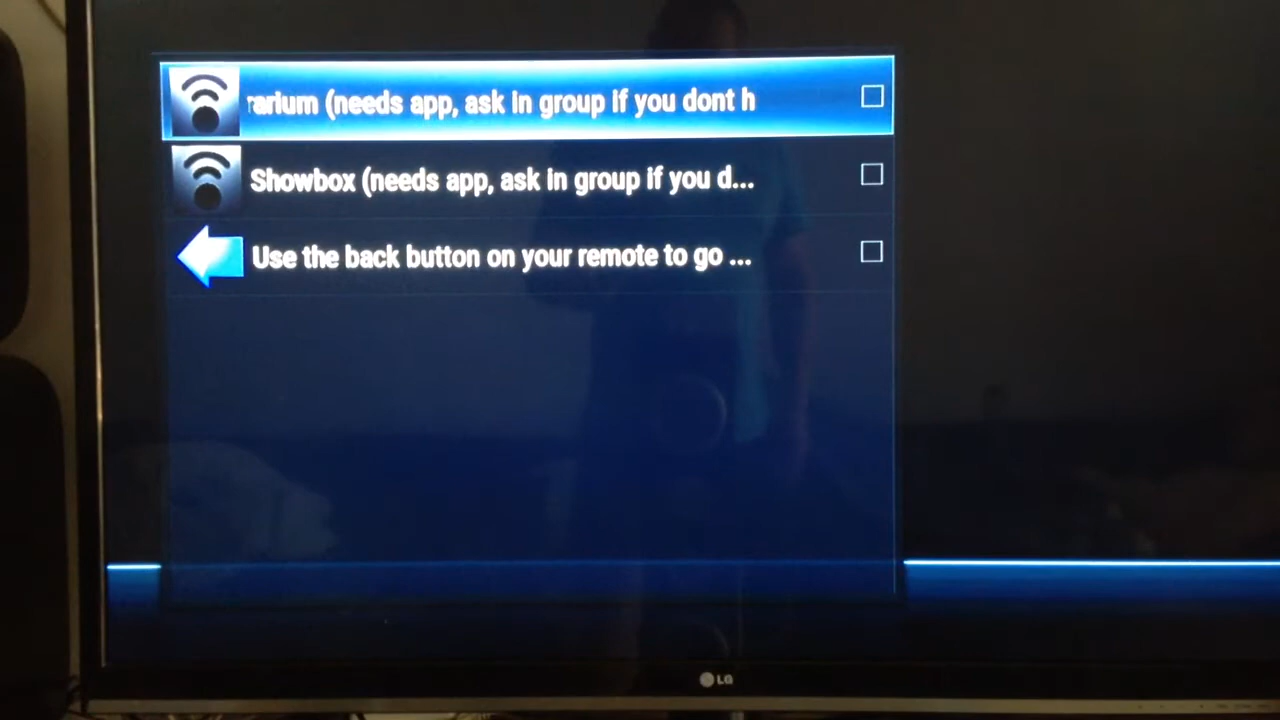 rarium (needs app, ask in group if you dont h
Showbox (needs app, ask in group if you d...
Use the back button on your remote to go ...
LG